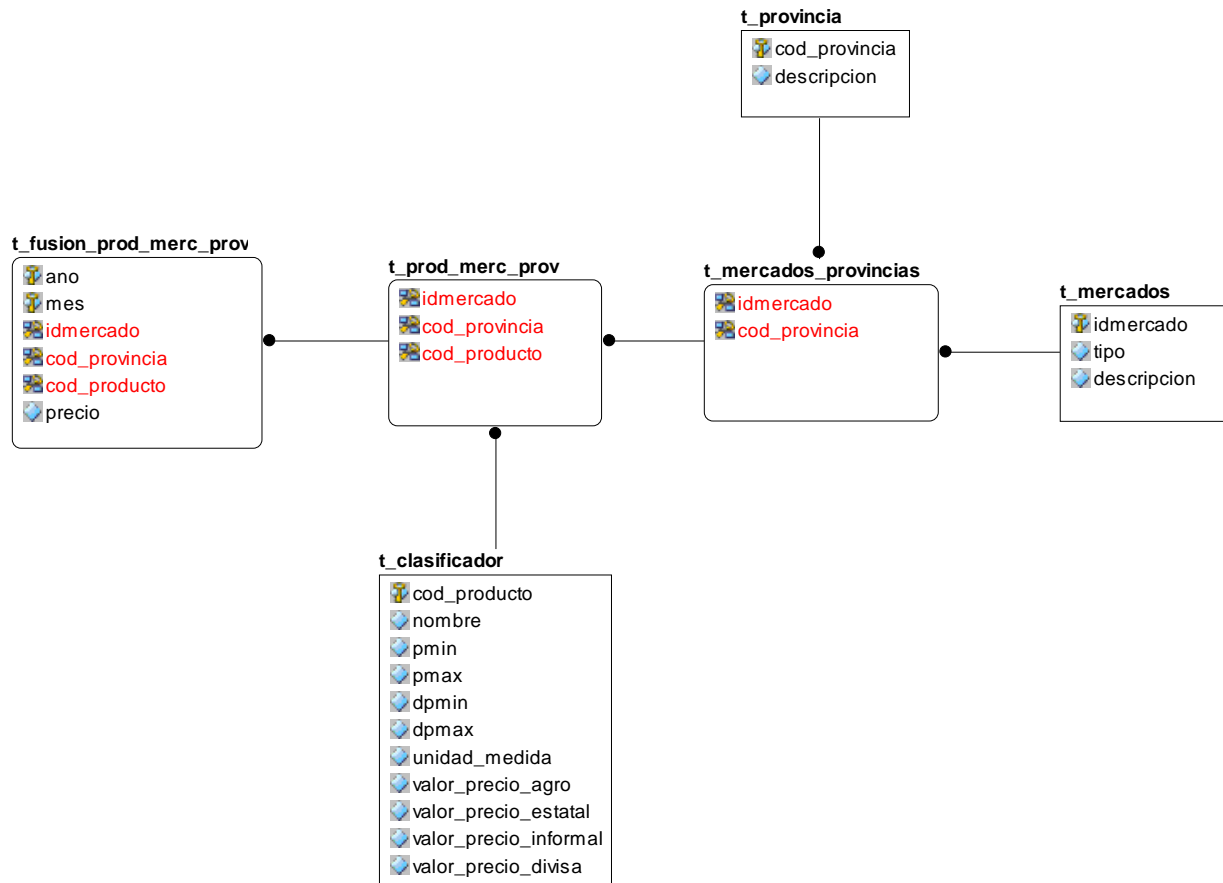 t_provincia
cod_provincia
descripcion
t_fusion_prod_merc_prov
ano
mes
idmercado
cod_provincia
cod_producto
precio
t_prod_merc_prov
idmercado
cod_provincia
cod_producto
t_mercados_provincias
idmercado
cod_provincia
t_mercados
idmercado
tipo
descripcion
t_clasificador
cod_producto
nombre
pmin
pmax
dpmin
dpmax
unidad_medida
valor_precio_agro
valor_precio_estatal
valor_precio_informal
valor_precio_divisa